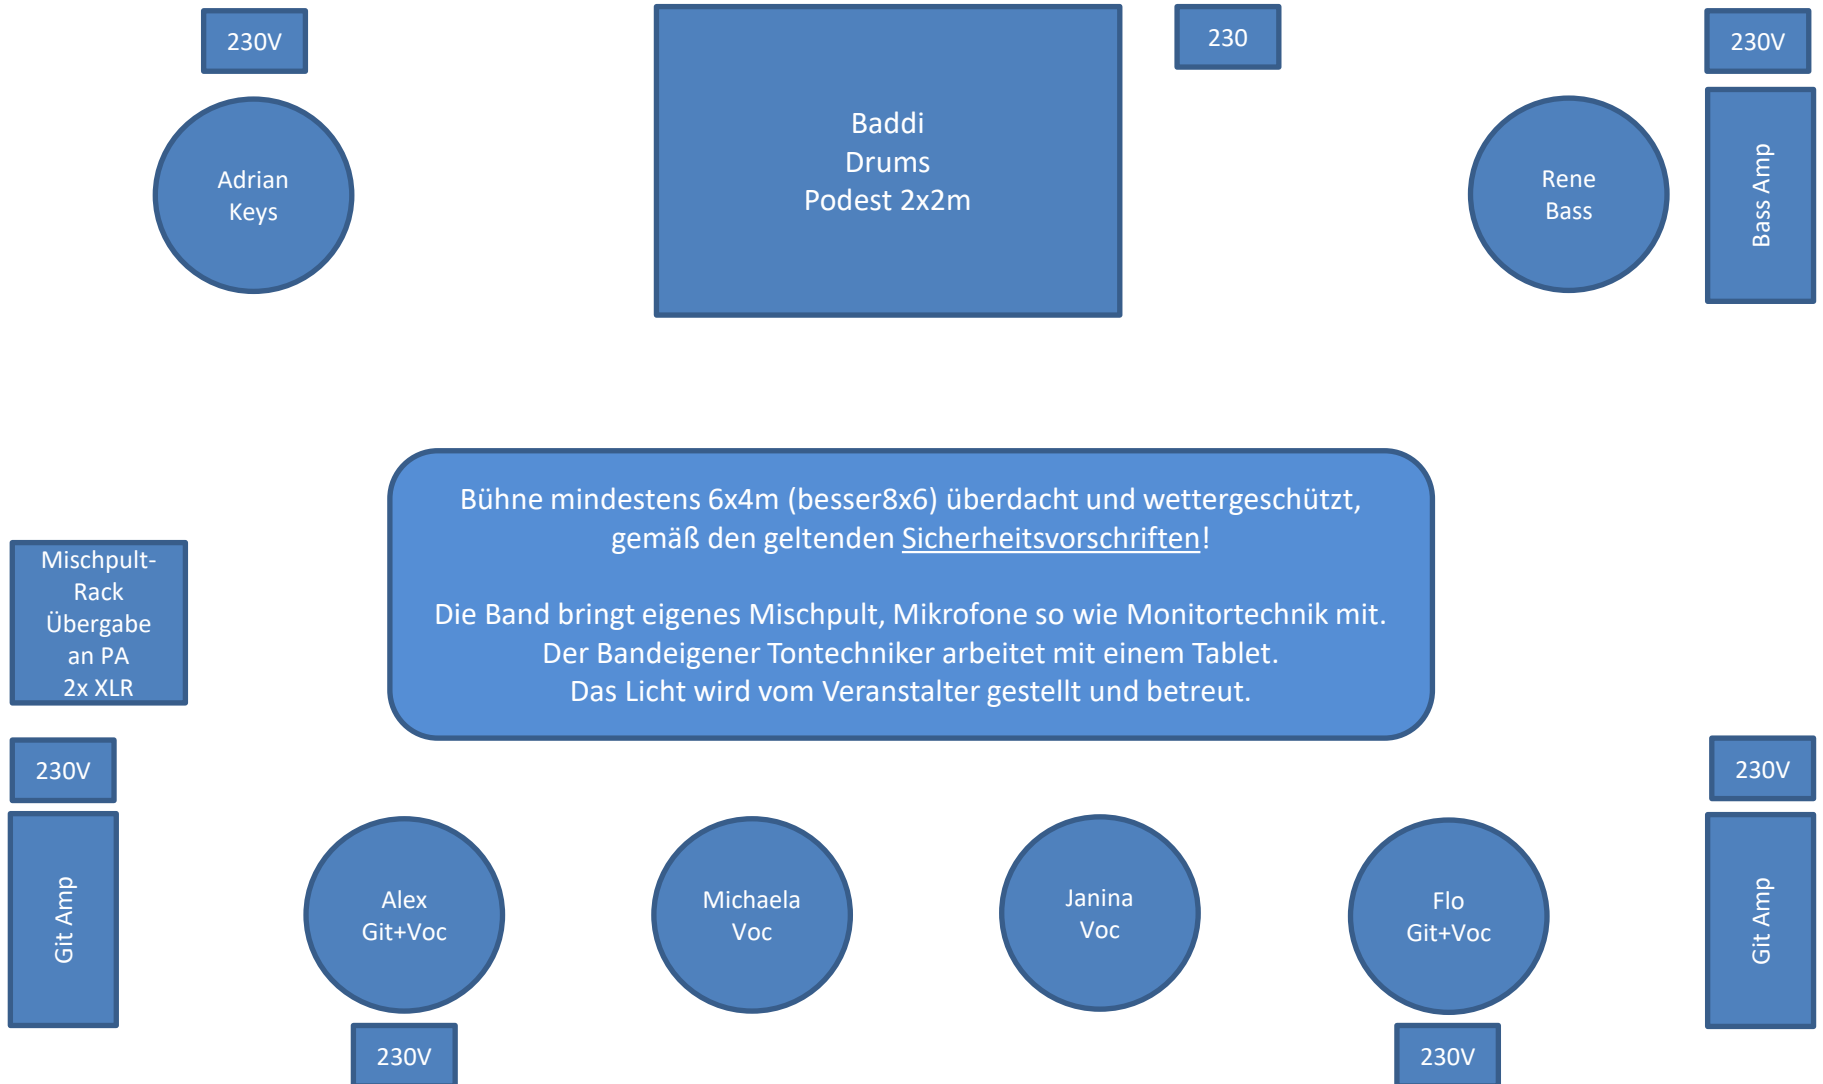 230V
230
230V
Baddi
Drums
Podest 2x2m
Adrian
Keys
Rene
Bass
Bass Amp
Bühne mindestens 6x4m (besser8x6) überdacht und wettergeschützt,
gemäß den geltenden Sicherheitsvorschriften!
Die Band bringt eigenes Mischpult, Mikrofone so wie Monitortechnik mit.
Der Bandeigener Tontechniker arbeitet mit einem Tablet.
Das Licht wird vom Veranstalter gestellt und betreut.
Mischpult-
Rack
Übergabe
an PA
2x XLR
230V
230V
Git Amp
Alex
Git+Voc
Michaela
Voc
Janina
Voc
Flo
Git+Voc
Git Amp
230V
230V